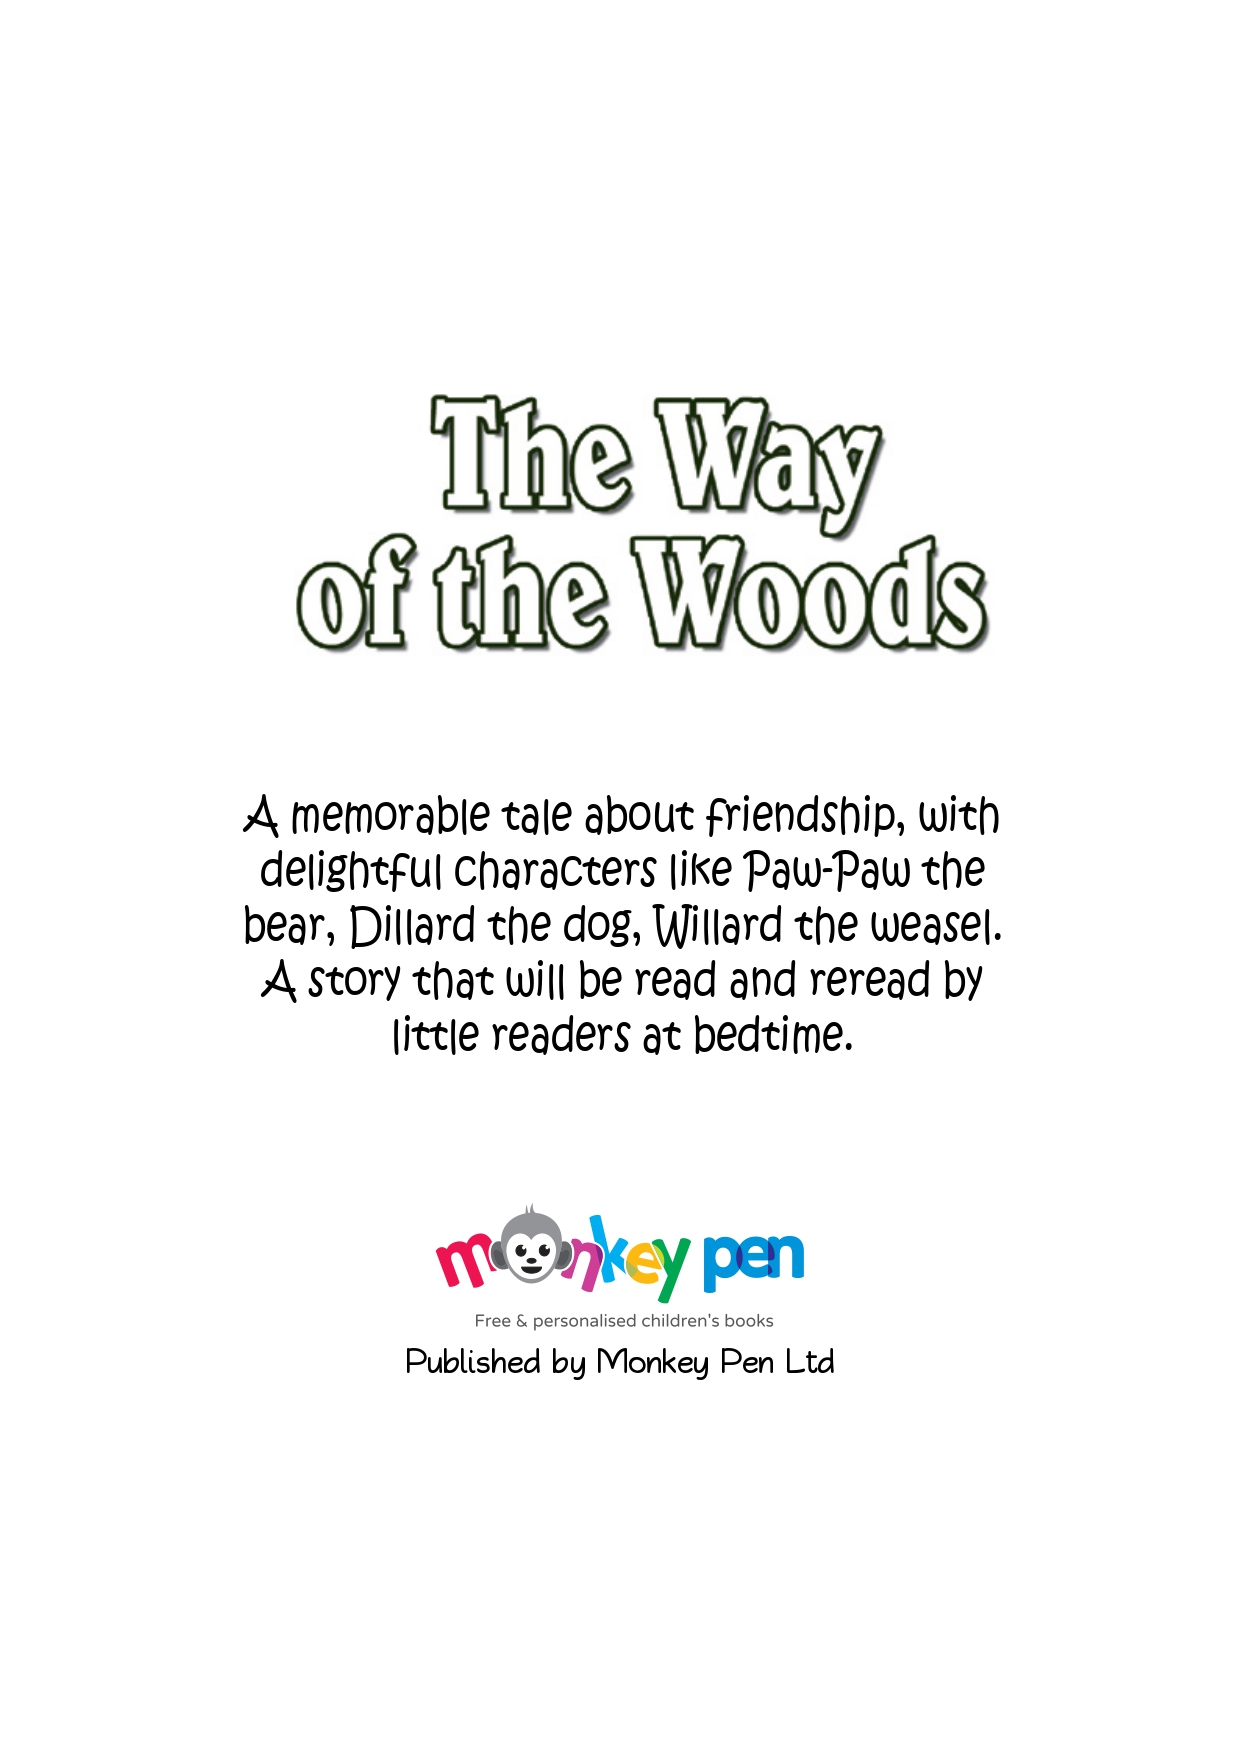 The Way
of the Woods
A memorable tale about friendship, with
delightful characters like Paw-Paw the
bear, Dillard the dog, Willard the weasel.
A story that will be read and reread by
little readers at bedtime.
monkey pen
Free & personalised children's books
Published by Monkey Pen Ltd